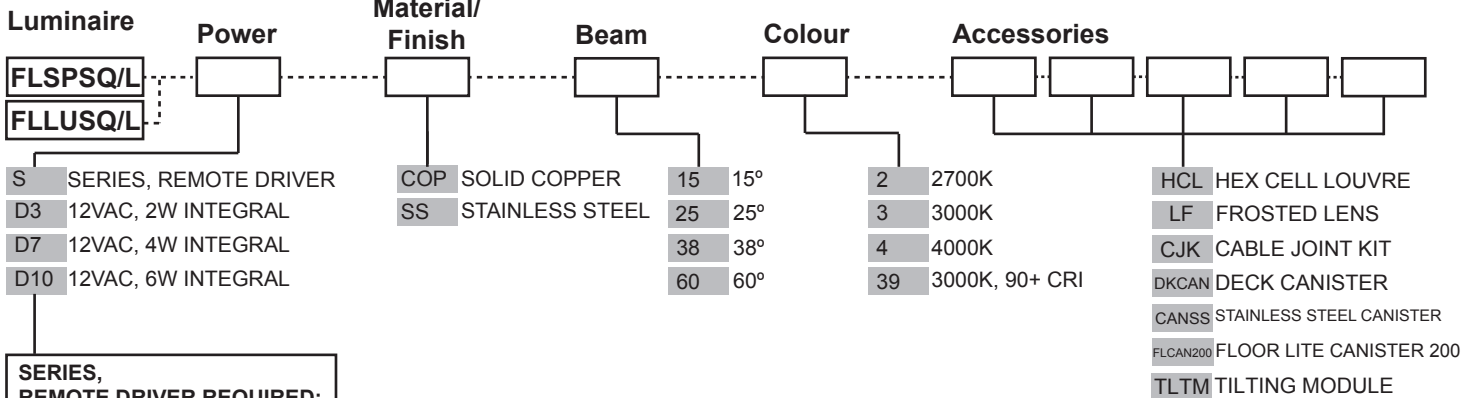 Luminaire
Power
Material/
Finish
Beam
Colour
Accessories
FLSPSQ/L
FLLUSQ/L
S SERIES, REMOTE DRIVER
D3 12VAC, 2W INTEGRAL
D7 12VAC, 4W INTEGRAL
D10 12VAC, 6W INTEGRAL
COP SOLID COPPER
SS STAINLESS STEEL
15 15º
25 25º
38 38º
60 60º
2 2700K
3 3000K
4 4000K
39 3000K, 90+ CRI
HCL HEX CELL LOUVRE
LF FROSTED LENS
CJK CABLE JOINT KIT
DKCAN DECK CANISTER
CANSS STAINLESS STEEL CANISTER
FLCAN200 FLOOR LITE CANISTER 200
TLTM TILTING MODULE
SERIES,
REMOTE DRIVER REQUIRED: